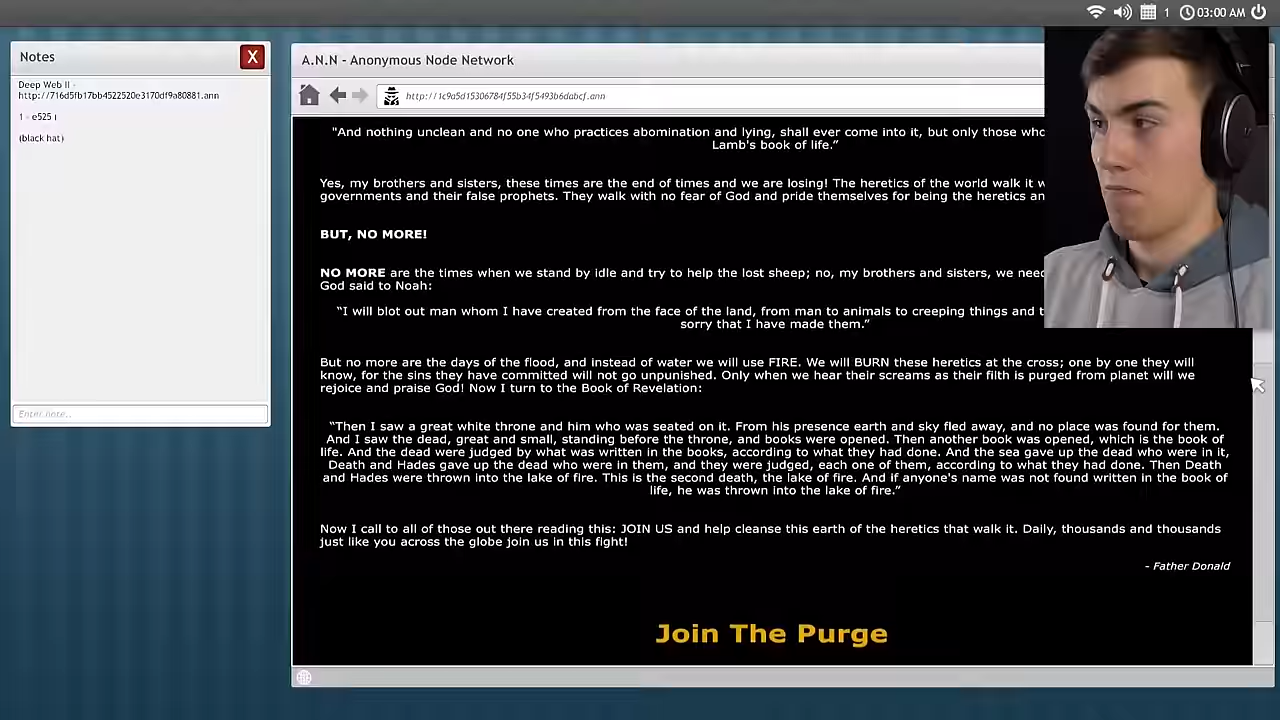 1 03:00 AM
Notes
X
Deep Web II -
http://716d5fb17bb4522520e3170df9a80881.ann
1 - e525
(black hat)
Enter note..
A.N.N - Anonymous Node Network
http://1c9a5d15306784f55b34f5493b6dabcf.ann
"And nothing unclean and no one who practices abomination and lying, shall ever come into it, but only those who
Lamb's book of life.”
Yes, my brothers and sisters, these times are the end of times and we are losing! The heretics of the world walk it
governments and their false prophets. They walk with no fear of God and pride themselves for being the heretics
BUT, NO MORE!
NO MORE are the times when we stand by idle and try to help the lost sheep; no, my brothers and sisters, we need
God said to Noah:
“I will blot out man whom I have created from the face of the land, from man to animals to creeping things and
sorry that I have made them.”
But no more are the days of the flood, and instead of water we will use FIRE. We will BURN these heretics at the cross; one by one they will
know, for the sins they have committed will not go unpunished. Only when we hear their screams as their filth is purged from planet will we
rejoice and praise God! Now I turn to the Book of Revelation:
“Then I saw a great white throne and him who was seated on it. From his presence earth and sky fled away, and no place was found for them.
And I saw the dead, great and small, standing before the throne, and books were opened. Then another book was opened, which is the book of
life. And the dead were judged by what was written in the books, according to what they had done. And the sea gave up the dead who were in it,
Death and Hades gave up the dead who were in them, and they were judged, each one of them, according to what they had done. Then Death
and Hades were thrown into the lake of fire. This is the second death, the lake of fire. And if anyone's name was not found written in the book of
life, he was thrown into the lake of fire.”
Now I call to all of those out there reading this: JOIN US and help cleanse this earth of the heretics that walk it. Daily, thousands and thousands
just like you across the globe join us in this fight!
- Father Donald
Join The Purge